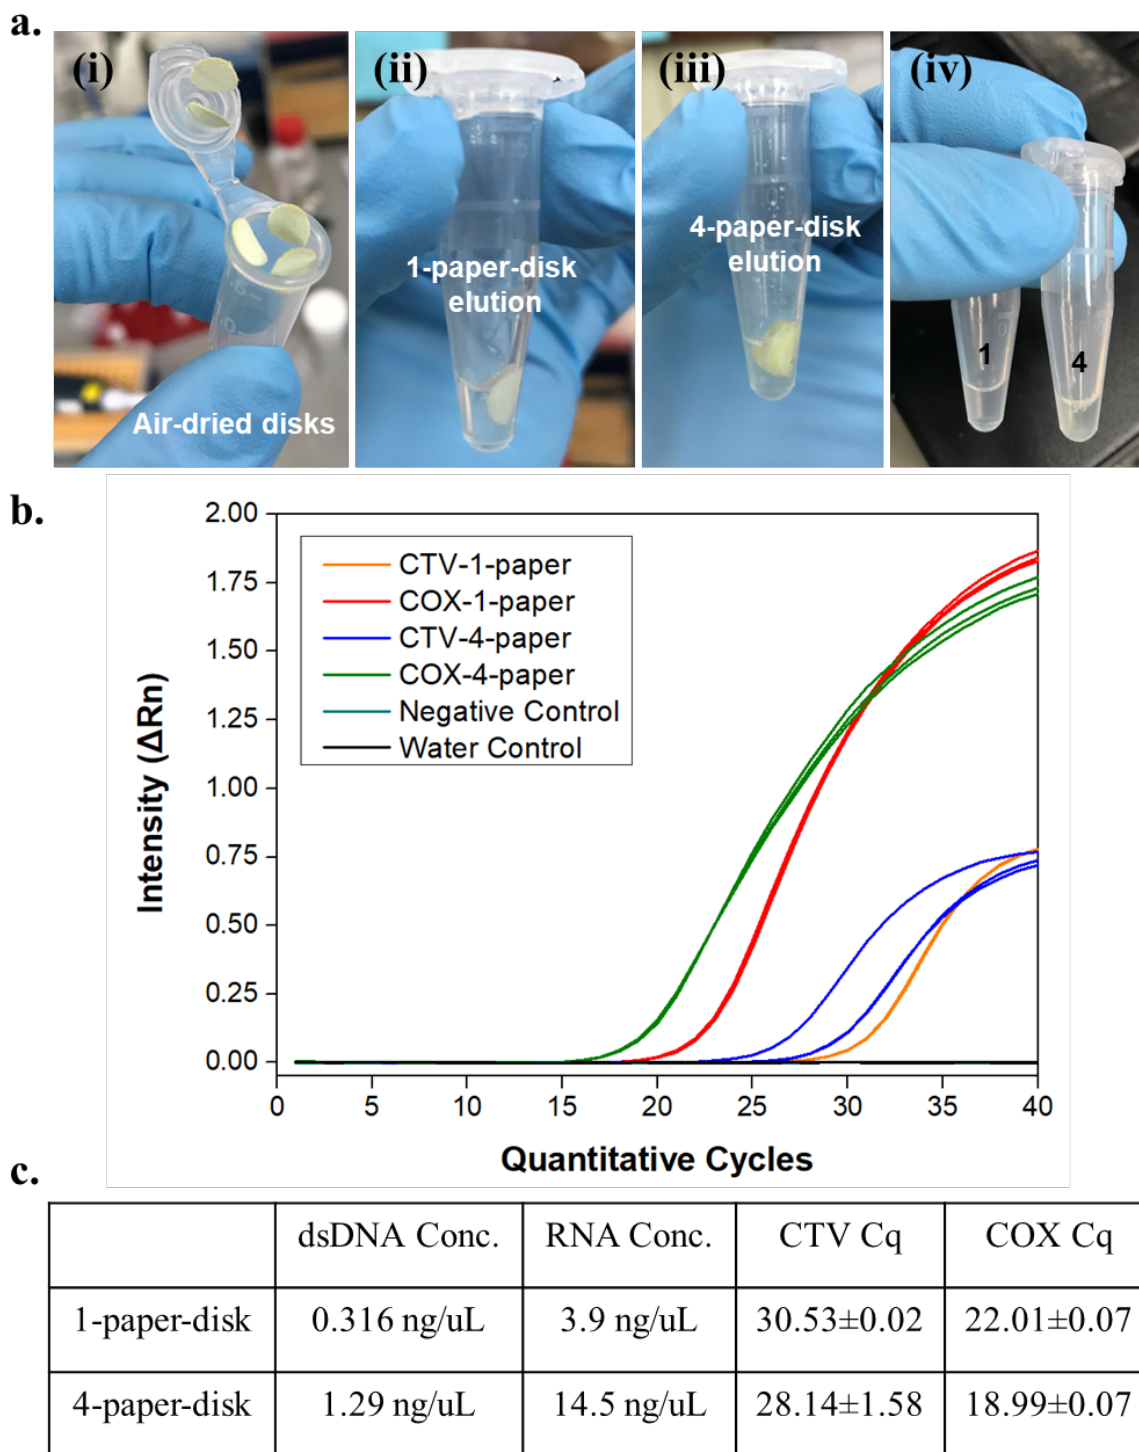 a.
(i)
(ii)
(iii)
(iv)
Air-dried disks
1-paper-disk
elution
4-paper-disk
elution
1
4
b.
2.00
1.75
1.50
1.25
1.00
0.75
0.50
0.25
0.00
Intensity (ΔRn)
CTV-1-paper
COX-1-paper
CTV-4-paper
COX-4-paper
Negative Control
Water Control
0 5 10 15 20 25 30 35 40
Quantitative Cycles
c.
dsDNA Conc. RNA Conc. CTV Cq COX Cq
1-paper-disk 0.316 ng/uL 3.9 ng/uL 30.53±0.02 22.01±0.07
4-paper-disk 1.29 ng/uL 14.5 ng/uL 28.14±1.58 18.99±0.07